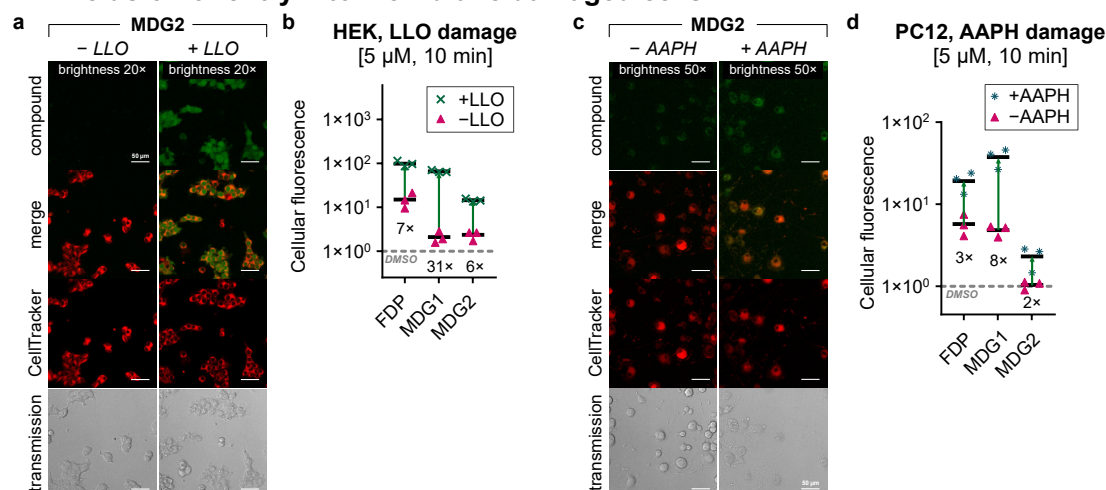 a
MDG2
− LLO
+ LLO
brightness 20×
brightness 20×
compound
50 µm
merge
CellTracker
transmission
b
HEK, LLO damage
[5 µM, 10 min]
+LLO
−LLO
Cellular fluorescence
1×10³
1×10²
1×10¹
1×10⁰
7×
31×
6×
DMSO
FDP
MDG1
MDG2
c
MDG2
− AAPH
+ AAPH
brightness 50×
brightness 50×
compound
merge
CellTracker
transmission
50 µm
d
PC12, AAPH damage
[5 µM, 10 min]
+AAPH
−AAPH
Cellular fluorescence
1×10²
1×10¹
1×10⁰
3×
8×
2×
DMSO
FDP
MDG1
MDG2